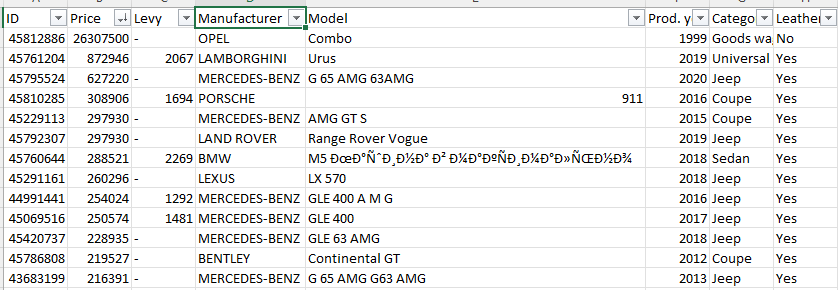 ID Price Levy Manufacturer Model Prod. y Catego Leather
45812886 26307500 - OPEL Combo 1999 Goods wa No
45761204 872946 2067 LAMBORGHINI Urus 2019 Universal Yes
45795524 627220 - MERCEDES-BENZ G 65 AMG 63AMG 2020 Jeep Yes
45810285 308906 1694 PORSCHE 911 2016 Coupe Yes
45229113 297930 - MERCEDES-BENZ AMG GT S 2015 Coupe Yes
45792307 297930 - LAND ROVER Range Rover Vogue 2019 Jeep Yes
45760644 288521 2269 BMW M5 2018 Sedan Yes
45291161 260296 - LEXUS LX 570 2018 Jeep Yes
44991441 254024 1292 MERCEDES-BENZ GLE 400 A M G 2016 Jeep Yes
45069516 250574 1481 MERCEDES-BENZ GLE 400 2017 Jeep Yes
45420737 228935 - MERCEDES-BENZ GLE 63 AMG 2018 Jeep Yes
45786808 219527 - BENTLEY Continental GT 2012 Coupe Yes
43683199 216391 - MERCEDES-BENZ G 65 AMG G63 AMG 2013 Jeep Yes